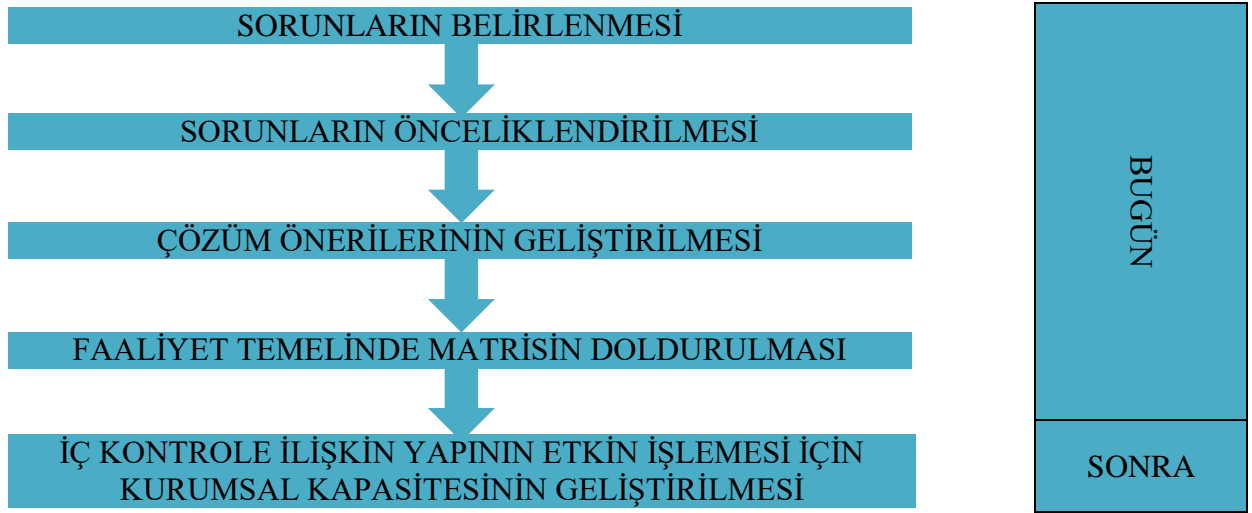 SORUNLARIN BELİRLENMESİ
SORUNLARIN ÖNCELİKLENDİRİLMESİ
ÇÖZÜM ÖNERİLERİNİN GELİŞTİRİLMESİ
FAALİYET TEMELİNDE MATRİSİN DOLDURULMASI
İÇ KONTROLE İLİŞKİN YAPININ ETKİN İŞLEMESİ İÇİN
KURUMSAL KAPASİTESİNİN GELİŞTİRİLMESİ
BUGÜN
SONRA